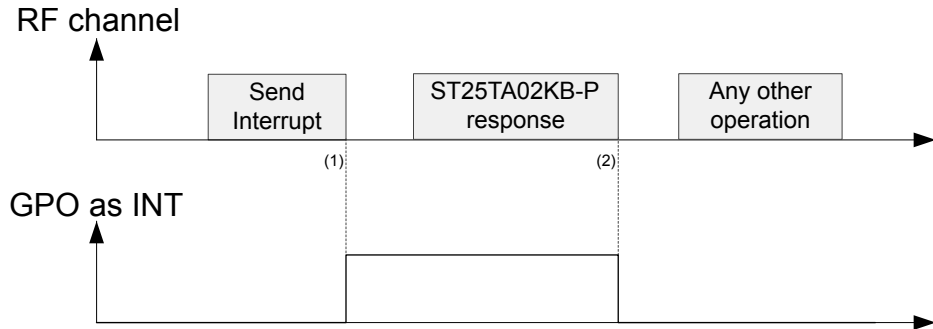 RF channel
Send
Interrupt
ST25TA02KB-P
response
Any other
operation
(1)
(2)
GPO as INT